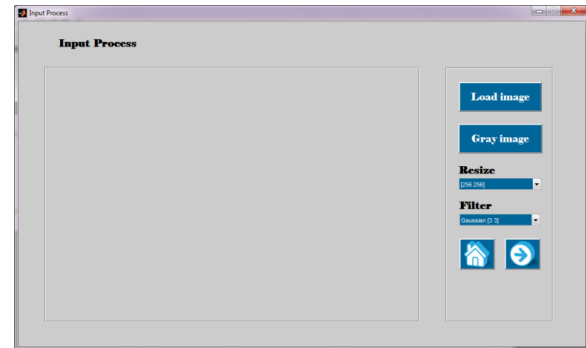 Input Process
Input Process
Load image
Gray image
Resize
[256 256]
Filter
Gaussian [3 3]